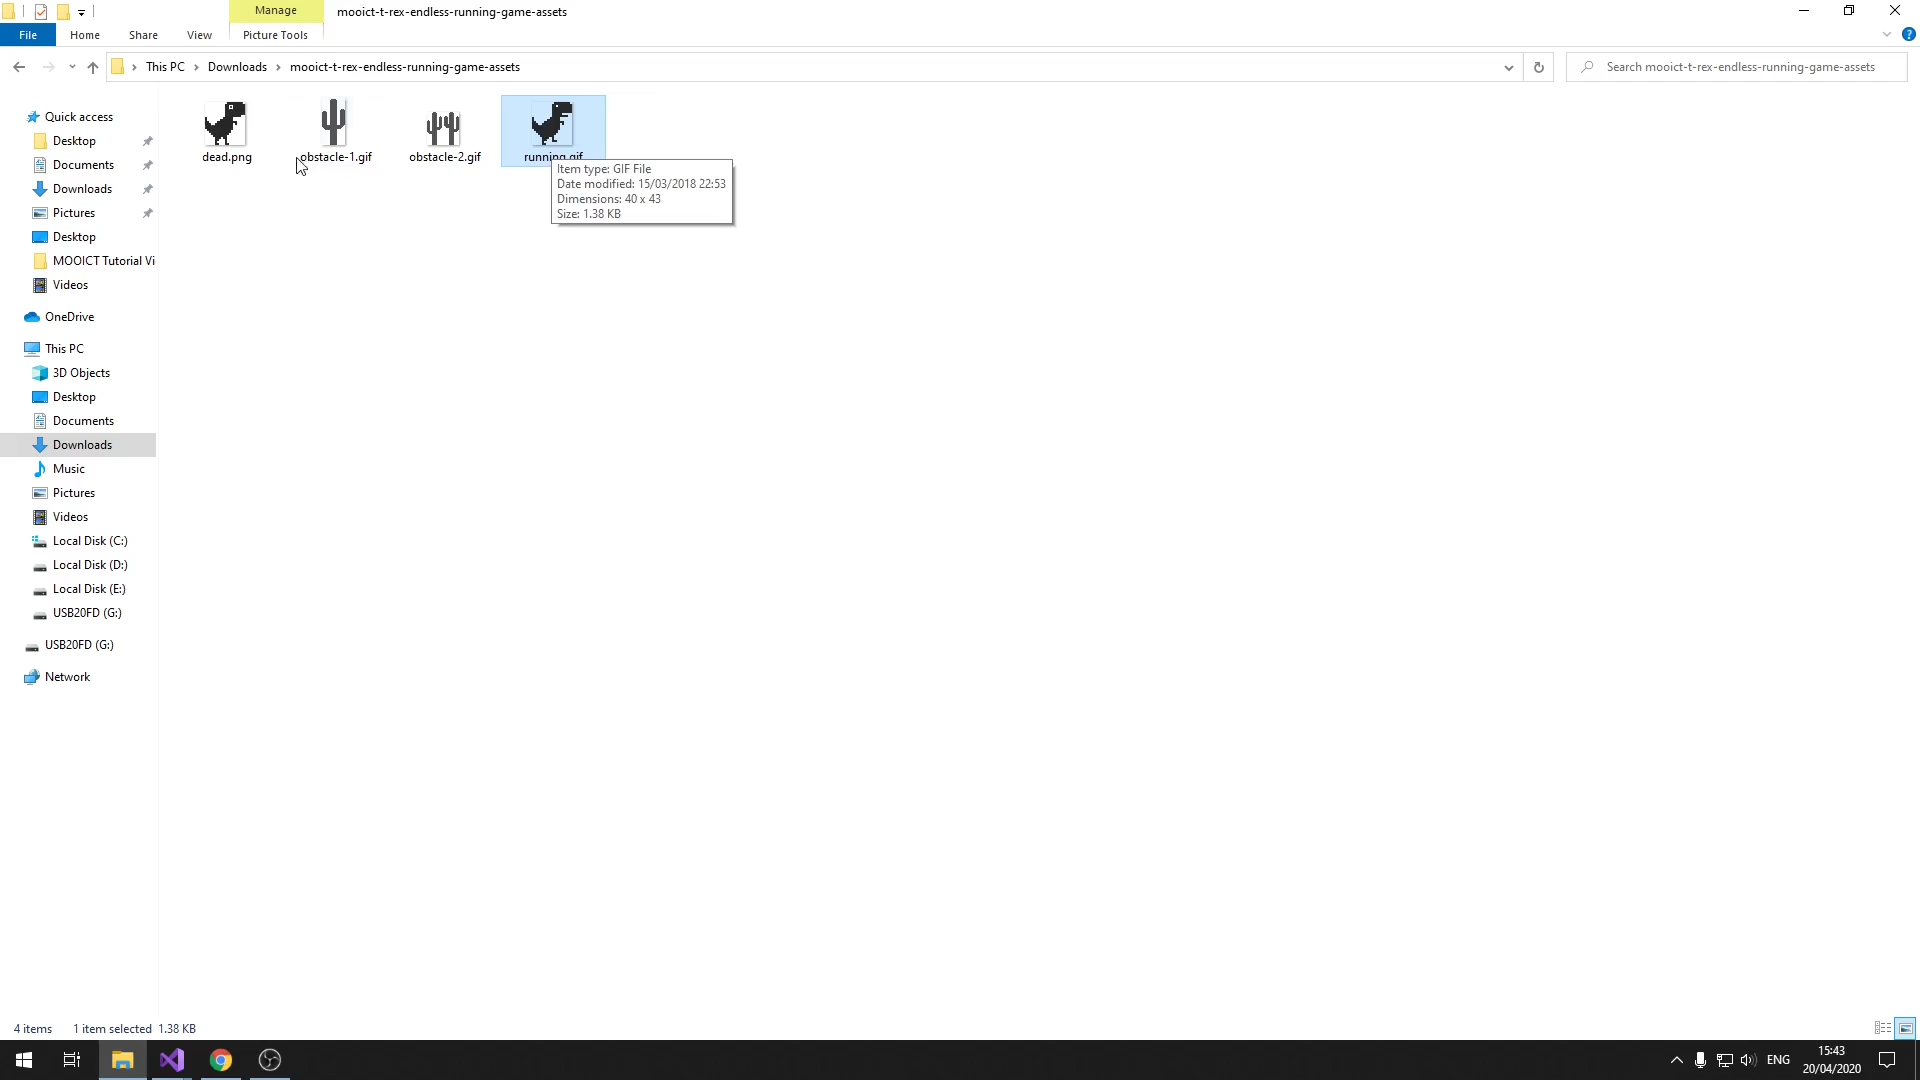 Manage
mooict-t-rex-endless-running-game-assets
File
Home
Share
View
Picture Tools
This PC
Downloads
mooict-t-rex-endless-running-game-assets
Search mooict-t-rex-endless-running-game-assets
Quick access
Desktop
Documents
Downloads
Pictures
Desktop
MOOICT Tutorial Vi
Videos
OneDrive
This PC
3D Objects
Desktop
Documents
Downloads
Music
Pictures
Videos
Local Disk (C:)
Local Disk (D:)
Local Disk (E:)
USB20FD (G:)
USB20FD (G:)
Network
dead.png
obstacle-1.gif
obstacle-2.gif
running.gif
Item type: GIF File
Date modified: 15/03/2018 22:53
Dimensions: 40 x 43
Size: 1.38 KB
4 items
1 item selected 1.38 KB
ENG
15:43
20/04/2020